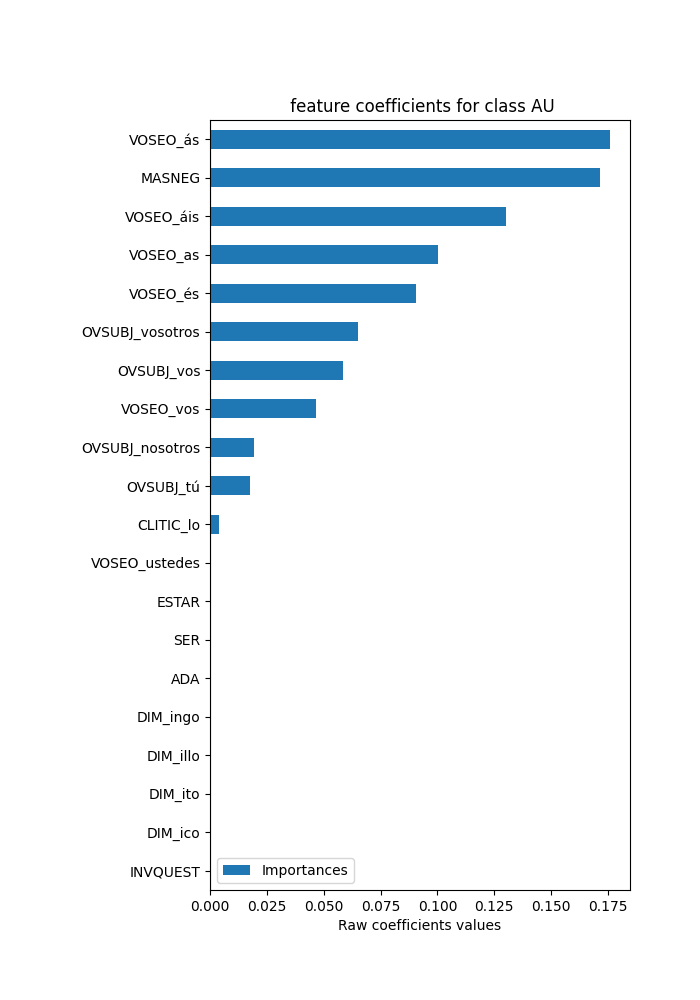 feature coefficients for class AU
VOSEO_ás
MASNEG
VOSEO_áis
VOSEO_as
VOSEO_és
OVSUBJ_vosotros
OVSUBJ_vos
VOSEO_vos
OVSUBJ_nosotros
OVSUBJ_tú
CLITIC_lo
VOSEO_ustedes
ESTAR
SER
ADA
DIM_ingo
DIM_illo
DIM_ito
DIM_ico
INVQUEST
Importances
0.000 0.025 0.050 0.075 0.100 0.125 0.150 0.175
Raw coefficients values